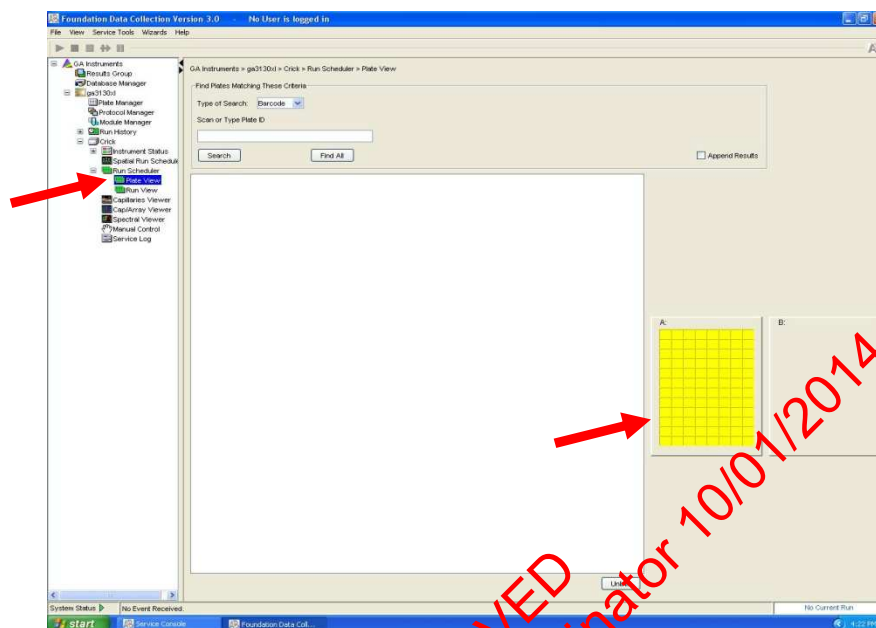 Foundation Data Collection Version 3.0 - No User is logged in
File View Service Tools Wizards Help
GA Instruments
Results Group
Database Manager
ga3130xl
Plate Manager
Protocol Manager
Module Manager
Run History
Crick
Instrument Status
Spatial Run Schedul
Run Scheduler
Plate View
Run View
Capillaries Viewer
Cap/Array Viewer
Spectral Viewer
Manual Control
Service Log
GA Instruments > ga3130xl > Crick > Run Scheduler > Plate View
Find Plates Matching These Criteria
Type of Search: Barcode
Scan or Type Plate ID
Search Find All Append Results
A: B:
System Status No Event Received.
No Current Run
start Service Console Foundation Data Coll...
4:22 PM
10/01/2014